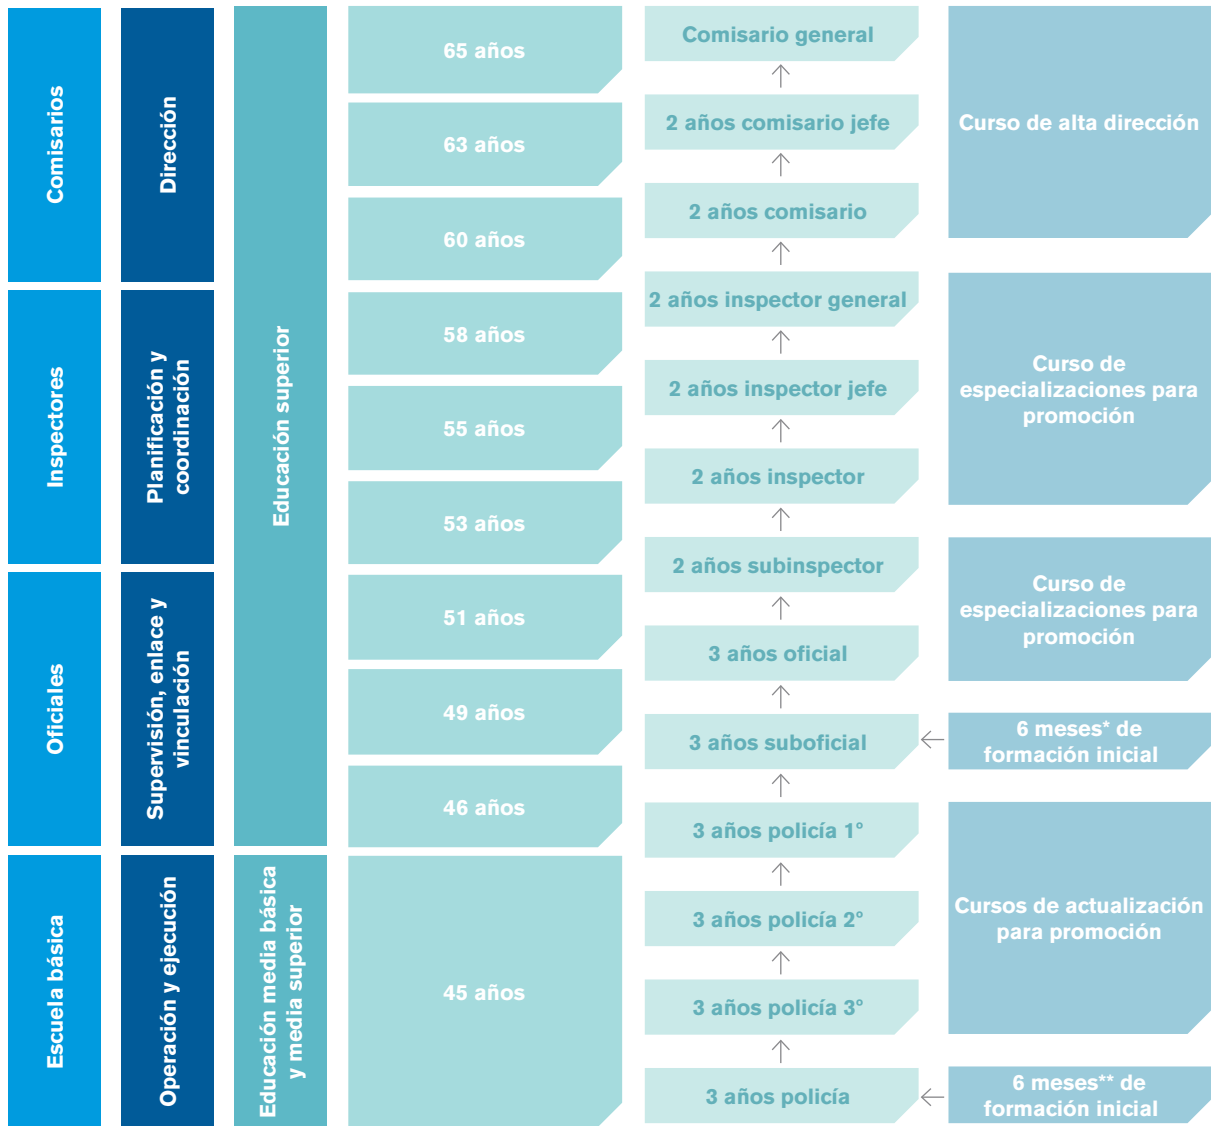 Comisarios
Dirección
Inspectores
Planificación y
coordinación
Oficiales
Supervisión, enlace y
vinculación
Escuela básica
Operación y ejecución
Educación superior
Educación media básica
y media superior
65 años
63 años
60 años
58 años
55 años
53 años
51 años
49 años
46 años
45 años
Comisario general
2 años comisario jefe
2 años comisario
2 años inspector general
2 años inspector jefe
2 años inspector
2 años subinspector
3 años oficial
3 años suboficial
3 años policía 1°
3 años policía 2°
3 años policía 3°
3 años policía
Curso de alta dirección
Curso de
especializaciones para
promoción
Curso de
especializaciones para
promoción
6 meses* de
formación inicial
Cursos de actualización
para promoción
6 meses** de
formación inicial